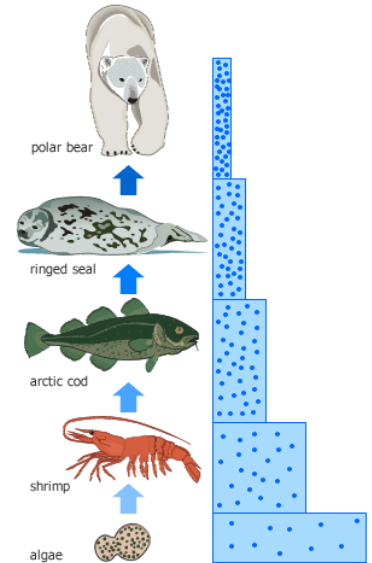 polar bear
ringed seal
arctic cod
shrimp
algae